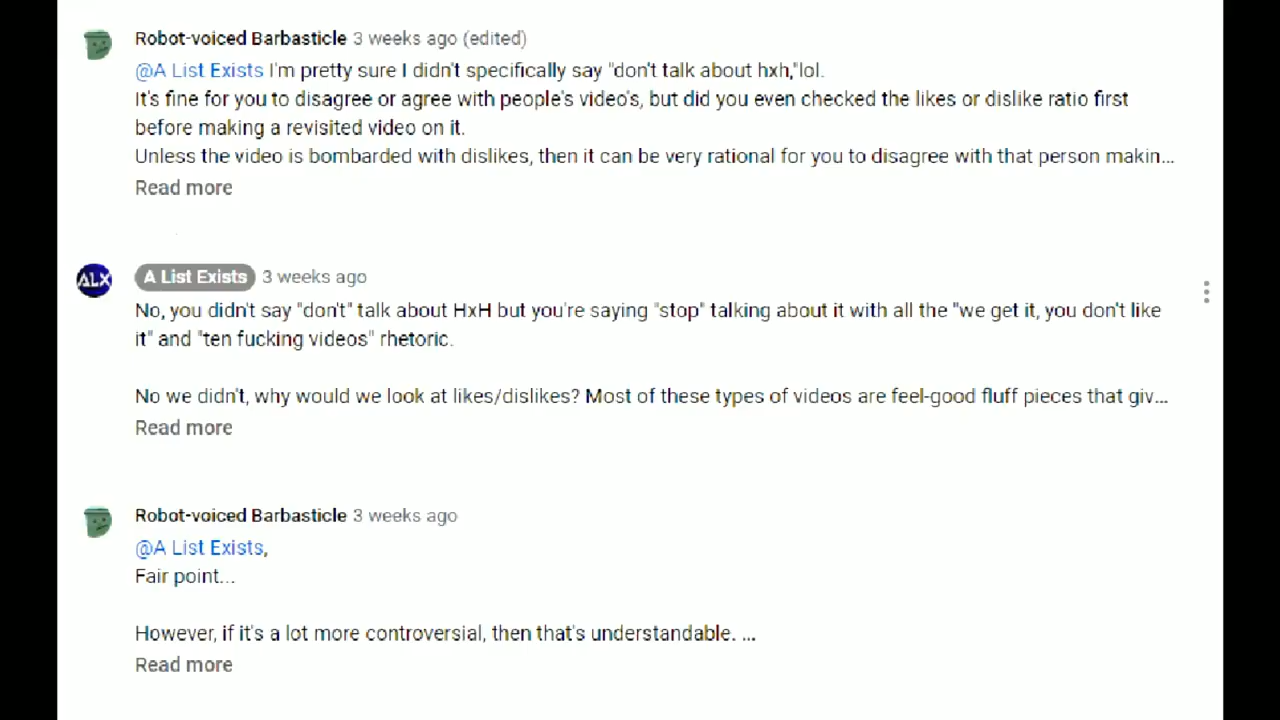 Robot-voiced Barbasticle 3 weeks ago (edited)
@A List Exists I'm pretty sure I didn't specifically say "don't talk about hxh,"lol.
It's fine for you to disagree or agree with people's video's, but did you even checked the likes or dislike ratio first
before making a revisited video on it.
Unless the video is bombarded with dislikes, then it can be very rational for you to disagree with that person makin...
Read more
ALX
A List Exists 3 weeks ago
No, you didn't say "don't" talk about HxH but you're saying "stop" talking about it with all the "we get it, you don't like
it" and "ten fucking videos" rhetoric.
No we didn't, why would we look at likes/dislikes? Most of these types of videos are feel-good fluff pieces that giv...
Read more
Robot-voiced Barbasticle 3 weeks ago
@A List Exists,
Fair point...
However, if it's a lot more controversial, then that's understandable. ...
Read more